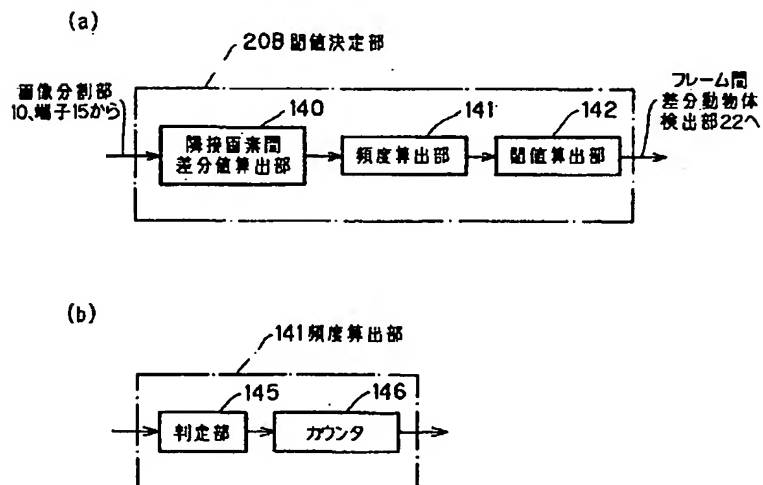 (a)
20B 閾値決定部
画像分割部
10、端子15から
140
隣接画素間
差分値算出部
141
頻度算出部
142
閾値算出部
フレーム間
差分動物体
検出部22へ
(b)
141 頻度算出部
145
判定部
146
カウンタ